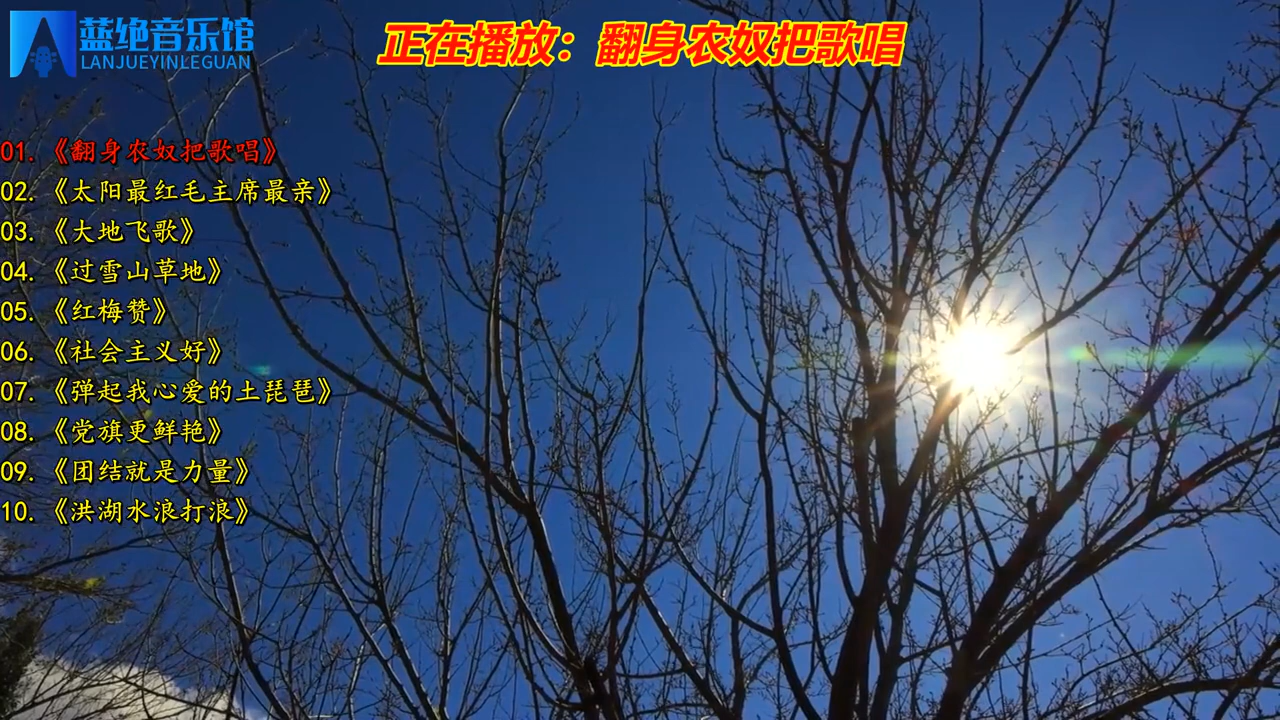 蓝绝音乐馆
LANJUEYINLEGUAN
正在播放：翻身农奴把歌唱
01.《翻身农奴把歌唱》
02.《太阳最红毛主席最亲》
03.《大地飞歌》
04.《过雪山草地》
05.《红梅赞》
06.《社会主义好》
07.《弹起我心爱的土琵琶》
08.《党旗更鲜艳》
09.《团结就是力量》
10.《洪湖水浪打浪》